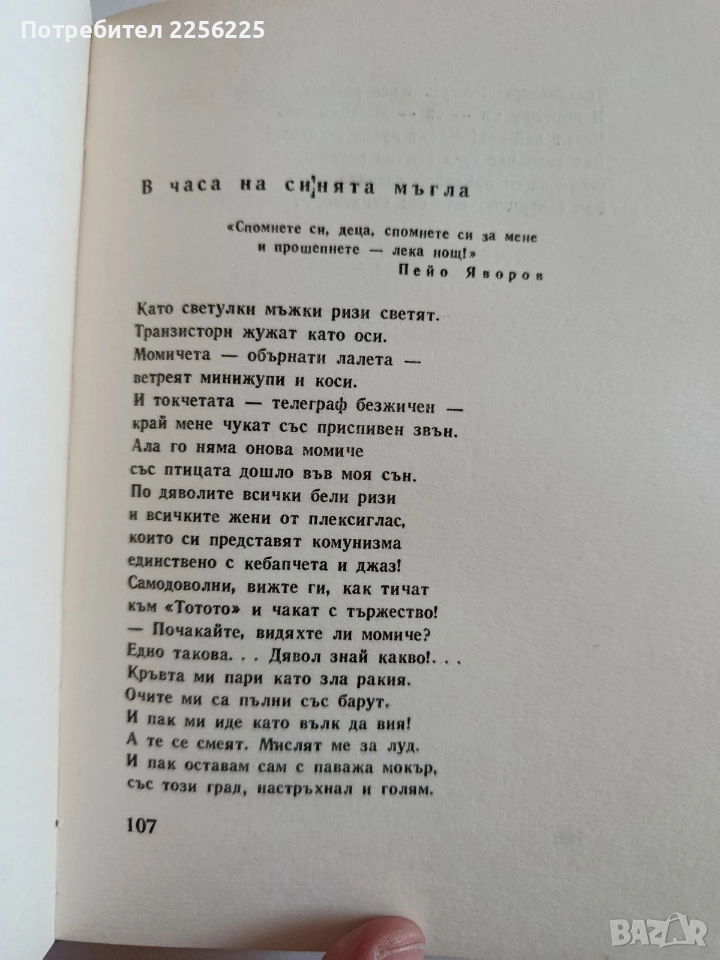 Потребител 2256225
В часа на синята мъгла
«Спомнете си, деца, спомнете си за мене
и прошепнете — лека нощ!»
Пейо Яворов
Като светулки мъжки ризи светят.
Транзистори жужат като оси.
Момичета — обърнати лалета —
ветреят минижупи и коси.
И токчетата — телеграф безжичен —
край мене чукат със приспивен звън.
Ала го няма онова момиче
със птицата дошло във моя сън.
По дяволите всички бели ризи
и всичките жени от плексиглас,
които си представят комунизма
единствено с кебапчета и джаз!
Самодоволни, вижте ги, как тичат
към «Тотото» и чакат с тържество!
— Почакайте, видяхте ли момиче?
Едно такова. . . Дявол знай какво!. . .
Кръвта ми пари като зла ракия.
Очите ми са пълни със барут.
И пак ми иде като вълк да вия!
А те се смеят. Мислят ме за луд.
И пак оставам сам с паважа мокър,
със този град, настръхнал и голям.
107
BAZAR